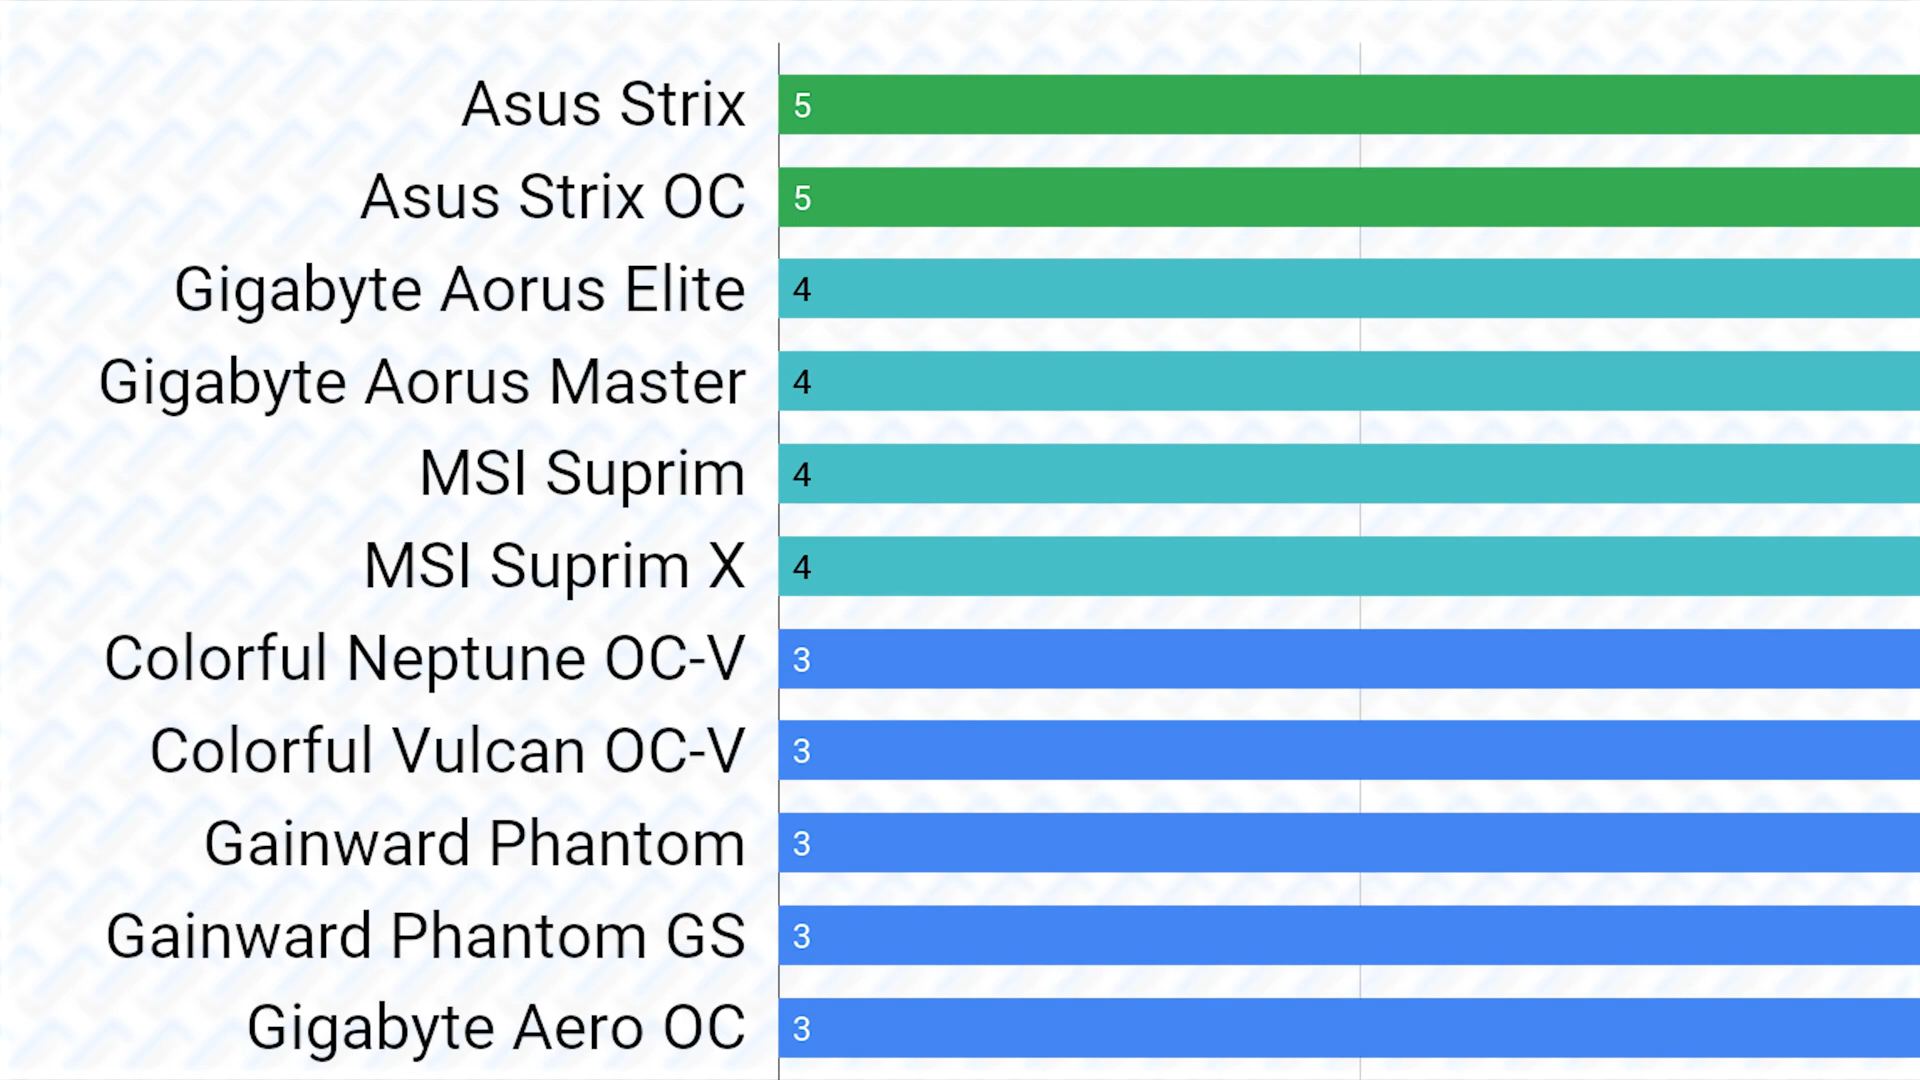 Asus Strix 5
Asus Strix OC 5
Gigabyte Aorus Elite 4
Gigabyte Aorus Master 4
MSI Suprim 4
MSI Suprim X 4
Colorful Neptune OC-V 3
Colorful Vulcan OC-V 3
Gainward Phantom 3
Gainward Phantom GS 3
Gigabyte Aero OC 3